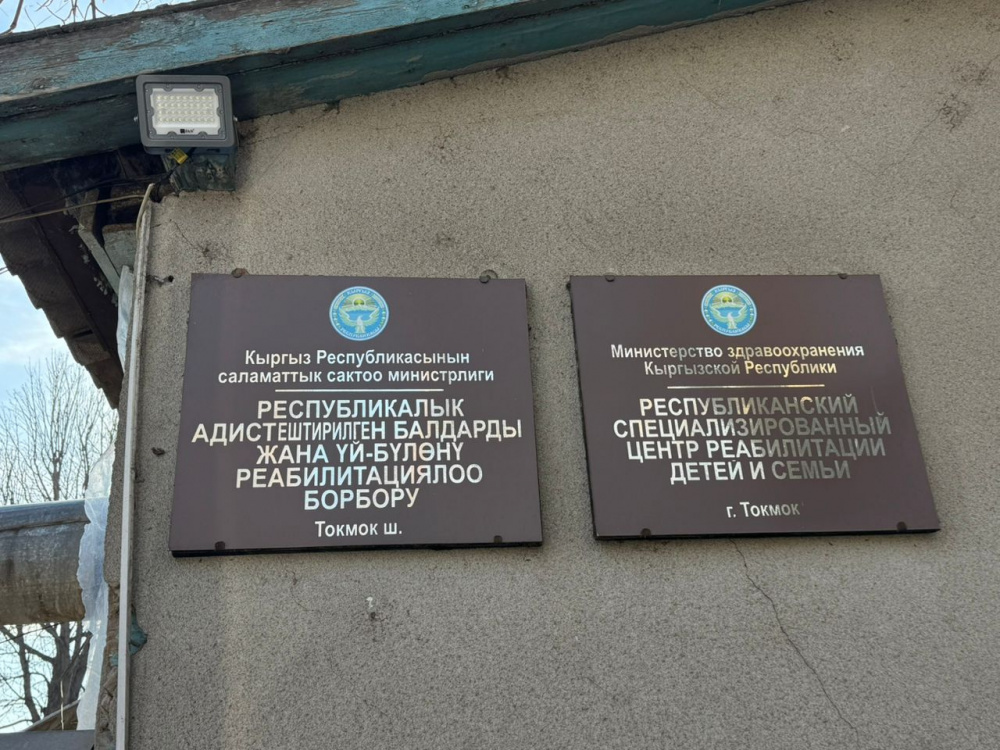 Кыргыз Республикасынын
саламаттык сактоо министрлиги
РЕСПУБЛИКАЛЫК
АДИСТЕШТИРИЛГЕН БАЛДАРДЫ
ЖАНА ҮЙ-БҮЛӨНҮ
РЕАБИЛИТАЦИЯЛОО
БОРБОРУ
Токмок ш.
Министерство здравоохранения
Кыргызской Республики
РЕСПУБЛИКАНСКИЙ
СПЕЦИАЛИЗИРОВАННЫЙ
ЦЕНТР РЕАБИЛИТАЦИИ
ДЕТЕЙ И СЕМЬИ
г. Токмок